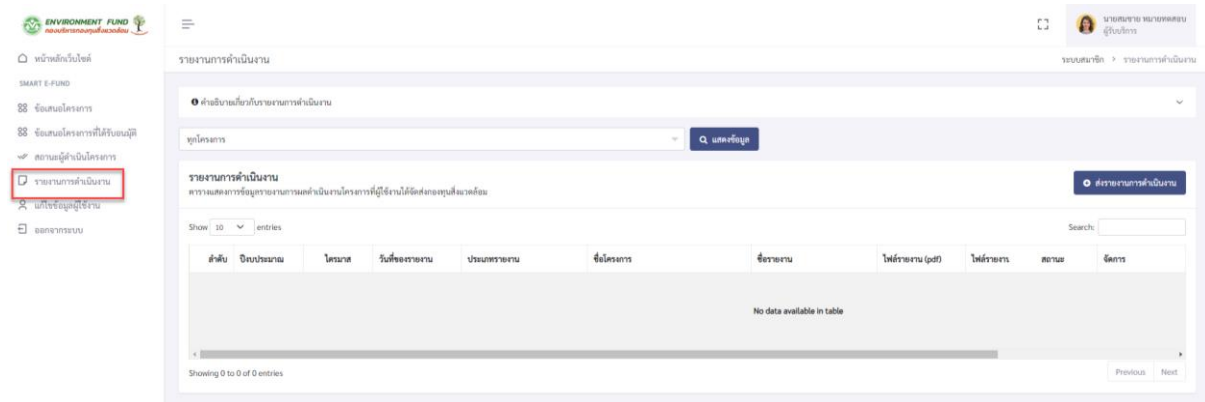 ENVIRONMENT FUND
กองบริหารกองทุนสิ่งแวดล้อม
นายสมชาย หมายทดสอบ
ผู้รับบริการ
หน้าหลักเว็บไซต์
รายงานการดำเนินงาน
ระบบสมาชิก > รายงานการดำเนินงาน
SMART E-FUND
ข้อเสนอโครงการ
ข้อเสนอโครงการที่ได้รับอนุมัติ
สถานะผู้ดำเนินโครงการ
รายงานการดำเนินงาน
แก้ไขข้อมูลผู้ใช้งาน
ออกจากระบบ
คำอธิบายเกี่ยวกับรายงานการดำเนินงาน
ทุกโครงการ
แสดงข้อมูล
รายงานการดำเนินงาน
ตารางแสดงการข้อมูลรายงานการผลดำเนินงานโครงการที่ผู้ใช้งานได้จัดส่งกองทุนสิ่งแวดล้อม
ส่งรายงานการดำเนินงาน
Show 10 entries
Search:
ลำดับ ปีงบประมาณ ไตรมาส วันที่ของรายงาน ประเภทรายงาน ชื่อโครงการ ชื่อรายงาน ไฟล์รายงาน (pdf) ไฟล์รายงาน สถานะ จัดการ
No data available in table
Showing 0 to 0 of 0 entries
Previous Next